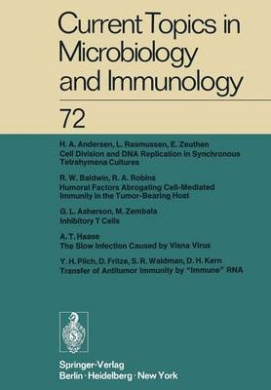 Current Topics in
Microbiology
and Immunology
72
H. A. Andersen, L. Rasmussen, E. Zeuthen
Cell Division and DNA Replication in Synchronous
Tetrahymena Cultures
R. W. Baldwin, R. A. Robins
Humoral Factors Abrogating Cell-Mediated
Immunity in the Tumor-Bearing Host
G. L. Asherson, M. Zembala
Inhibitory T Cells
A. T. Haase
The Slow Infection Caused by Visna Virus
Y. H. Pilch, D. Fritze, S. R. Waldman, D. H. Kern
Transfer of Antitumor Immunity by "Immune" RNA
Springer-Verlag
Berlin · Heidelberg · New York